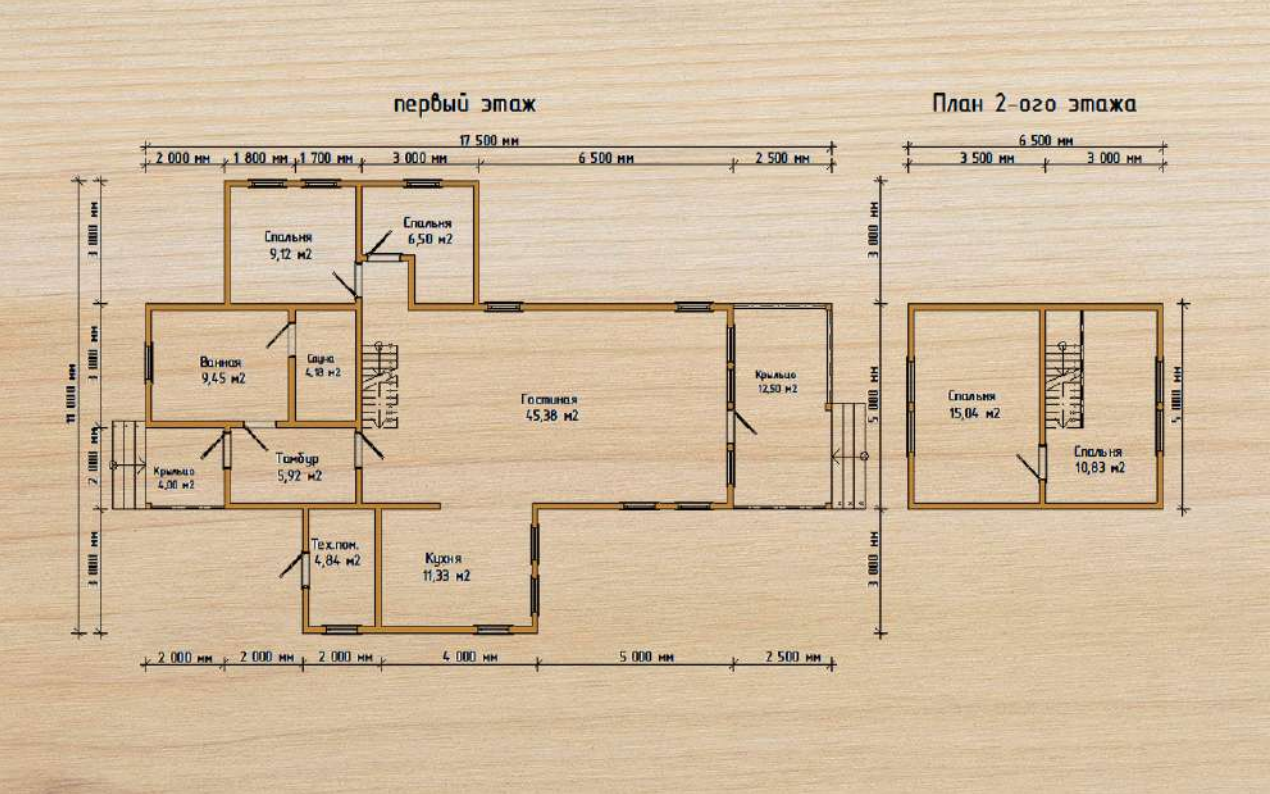 первый этаж
План 2-ого этажа
17 500 мм
2 000 мм
1 800 мм
1 700 мм
3 000 мм
6 500 мм
2 500 мм
6 500 мм
3 500 мм
3 000 мм
3 000 мм
3 000 мм
2 000 мм
3 000 мм
11 000 мм
Спальня
9,12 м2
Спальня
6,50 м2
Ванная
9,45 м2
Сауна
4,18 м2
Гостиная
45,38 м2
Крыльцо
12,50 м2
Крыльцо
4,00 м2
Тамбур
5,92 м2
Тех.пом.
4,84 м2
Кухня
11,33 м2
3 000 мм
5 000 мм
3 000 мм
Спальня
15,04 м2
Спальня
10,83 м2
5 000 мм
2 000 мм
2 000 мм
2 000 мм
4 000 мм
5 000 мм
2 500 мм